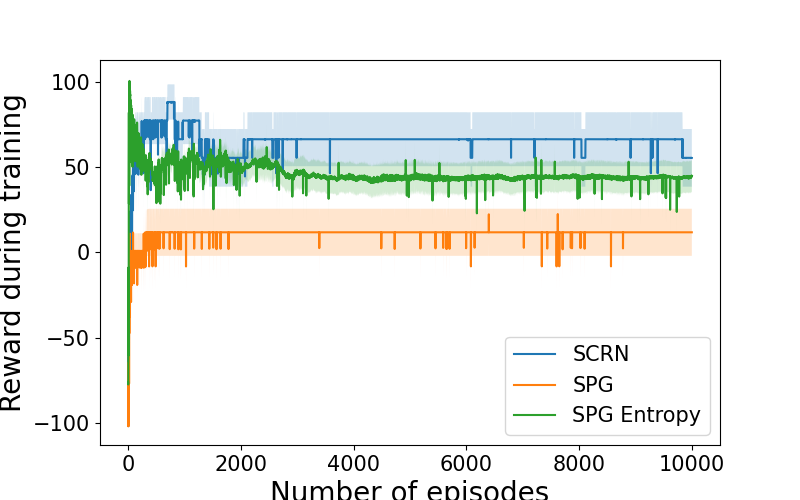 Reward during training
100
50
0
−50
−100
0 2000 4000 6000 8000 10000
Number of episodes
SCRN
SPG
SPG Entropy